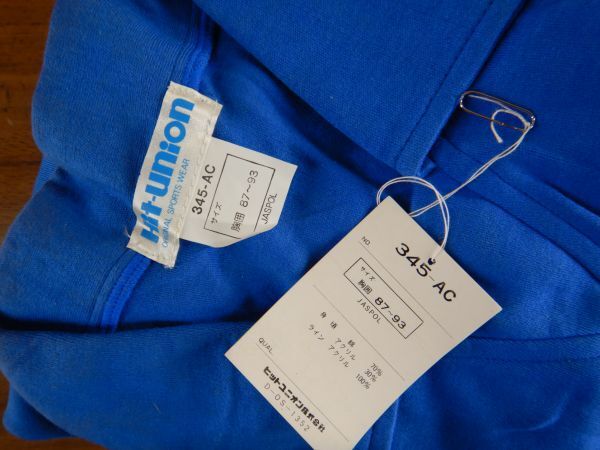 Hit-union
ORIGINAL SPORTS WEAR
345-AC
サイズ
胸囲 87~93
JASPOL
NO.
345-AC
サイズ
胸囲 87~93
JASPOL
身頃 綿 70%
アクリル 30%
ライン アクリル 100%
QUAL.
ヒットユニオン株式会社
D-OS-1352